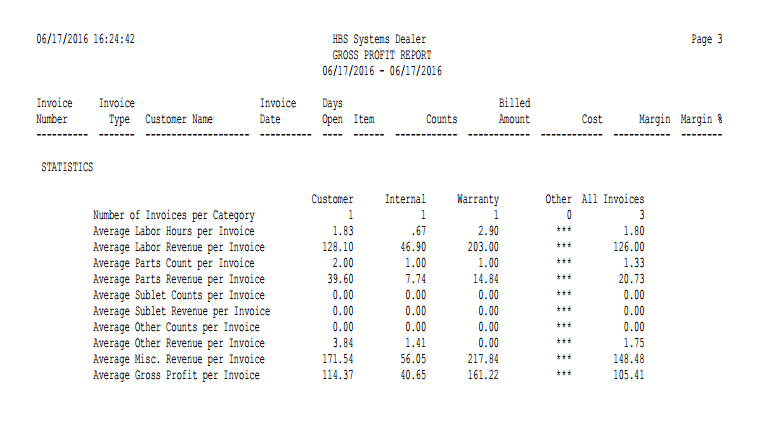 06/17/2016 16:24:42 HBS Systems Dealer Page 3
GROSS PROFIT REPORT
06/17/2016 - 06/17/2016
Invoice Invoice Invoice Days Billed
Number Type Customer Name Date Open Item Counts Amount Cost Margin Margin %
---------- ------- -------------------- ---------- ---- ------ ------------ ------------ ------------ ----------- --------
STATISTICS
Customer Internal Warranty Other All Invoices
Number of Invoices per Category 1 1 1 0 3
Average Labor Hours per Invoice 1.83 .67 2.90 *** 1.80
Average Labor Revenue per Invoice 128.10 46.90 203.00 *** 126.00
Average Parts Count per Invoice 2.00 1.00 1.00 *** 1.33
Average Parts Revenue per Invoice 39.60 7.74 14.84 *** 20.73
Average Sublet Counts per Invoice 0.00 0.00 0.00 *** 0.00
Average Sublet Revenue per Invoice 0.00 0.00 0.00 *** 0.00
Average Other Counts per Invoice 0.00 0.00 0.00 *** 0.00
Average Other Revenue per Invoice 3.84 1.41 0.00 *** 1.75
Average Misc. Revenue per Invoice 171.54 56.05 217.84 *** 148.48
Average Gross Profit per Invoice 114.37 40.65 161.22 *** 105.41